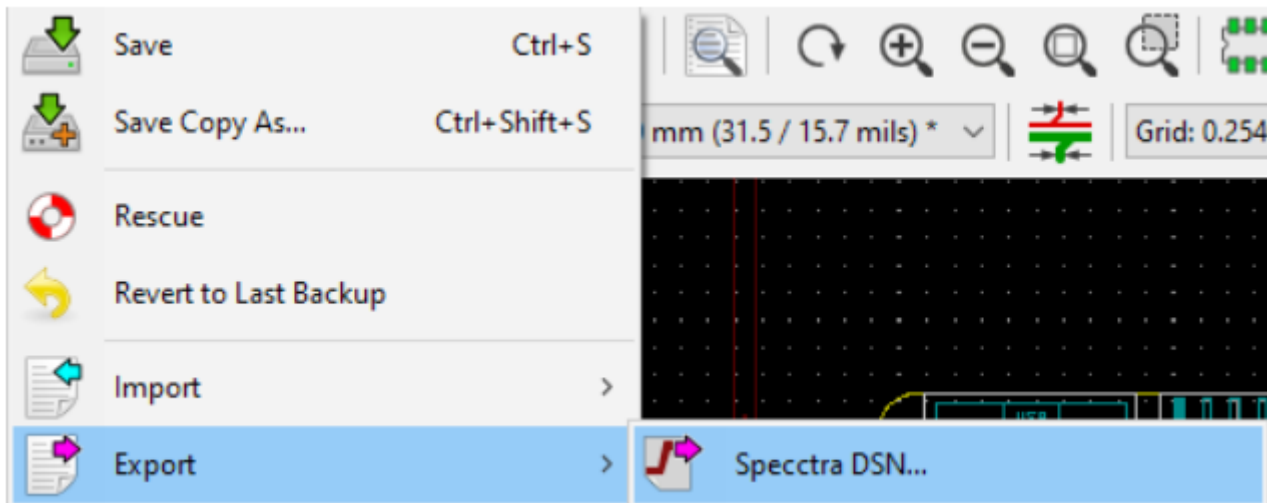 Save Ctrl+S
Save Copy As... Ctrl+Shift+S
mm (31.5 / 15.7 mils) *
Grid: 0.254
Rescue
Revert to Last Backup
Import
Export
Specctra DSN...